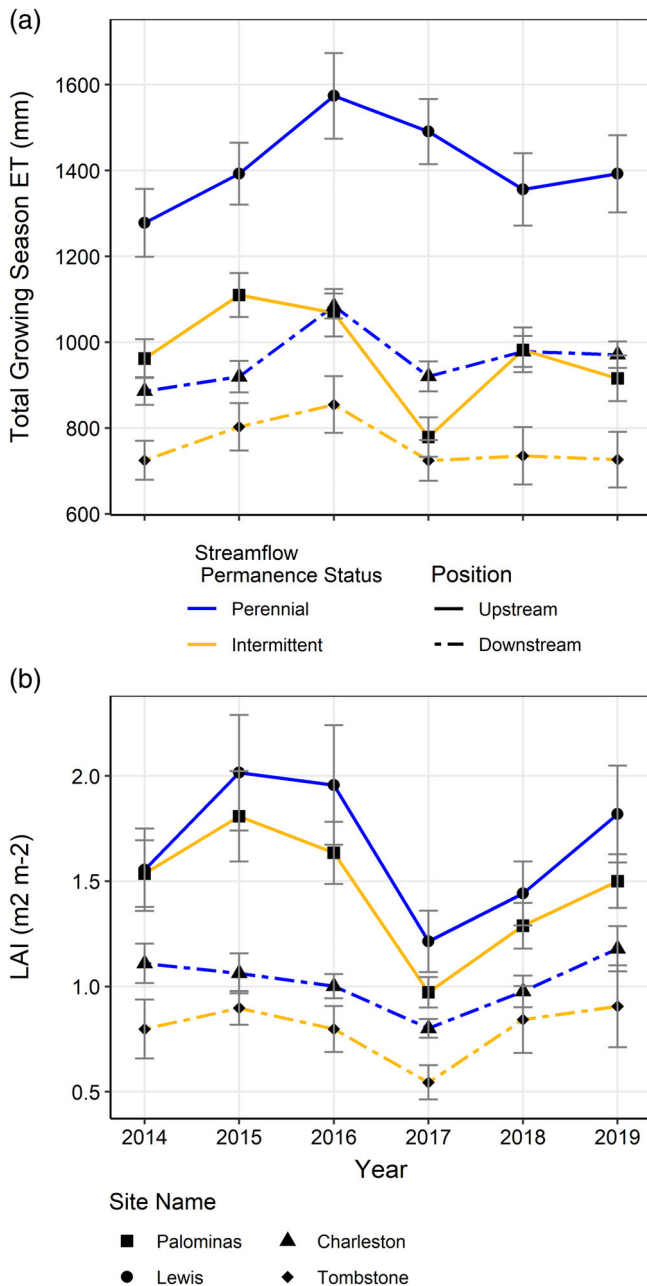 (a)
Total Growing Season ET (mm)
1600
1400
1200
1000
800
600
Streamflow
Permanence Status
Position
Perennial
Upstream
Intermittent
Downstream
(b)
LAI (m2 m-2)
2.0
1.5
1.0
0.5
2014 2015 2016 2017 2018 2019
Year
Site Name
Palominas
Charleston
Lewis
Tombstone